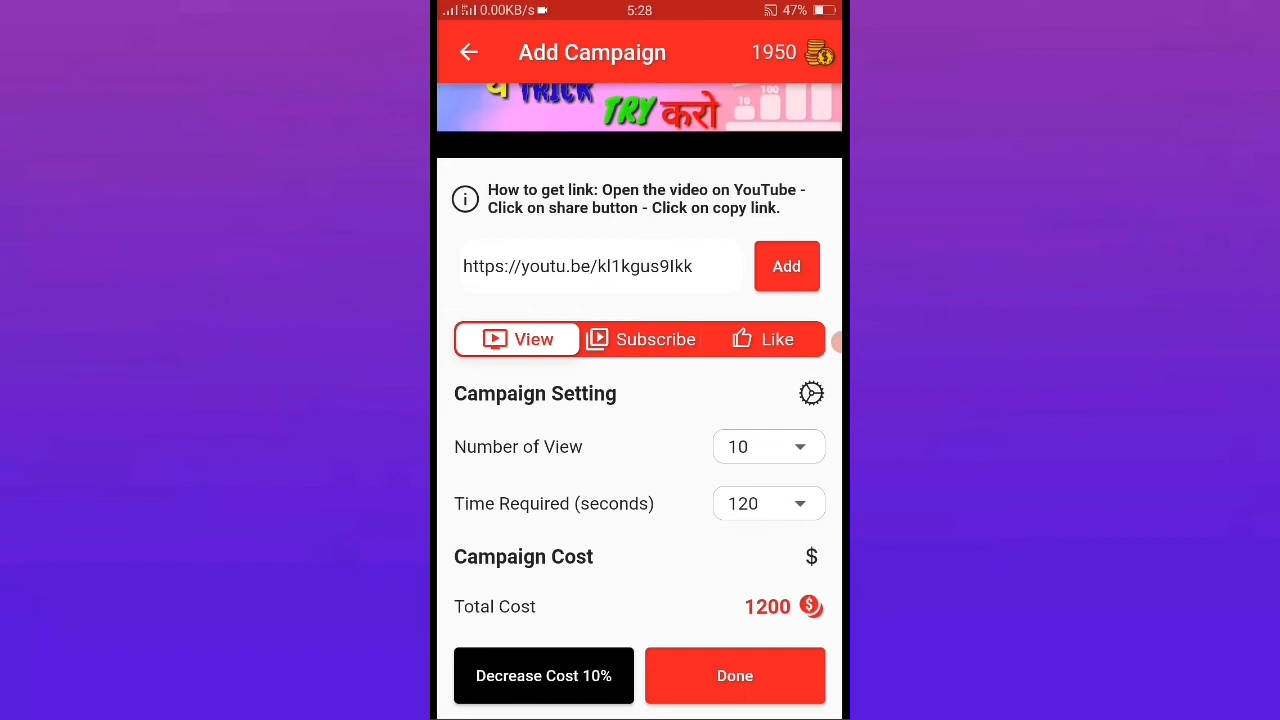 0.00KB/s
5:28
47%
Add Campaign
1950
TRICK
TRY करो
10
100
How to get link: Open the video on YouTube -
Click on share button - Click on copy link.
https://youtu.be/kl1kgus9Ikk
Add
View
Subscribe
Like
Campaign Setting
Number of View
10
Time Required (seconds)
120
Campaign Cost
$
Total Cost
1200
Decrease Cost 10%
Done